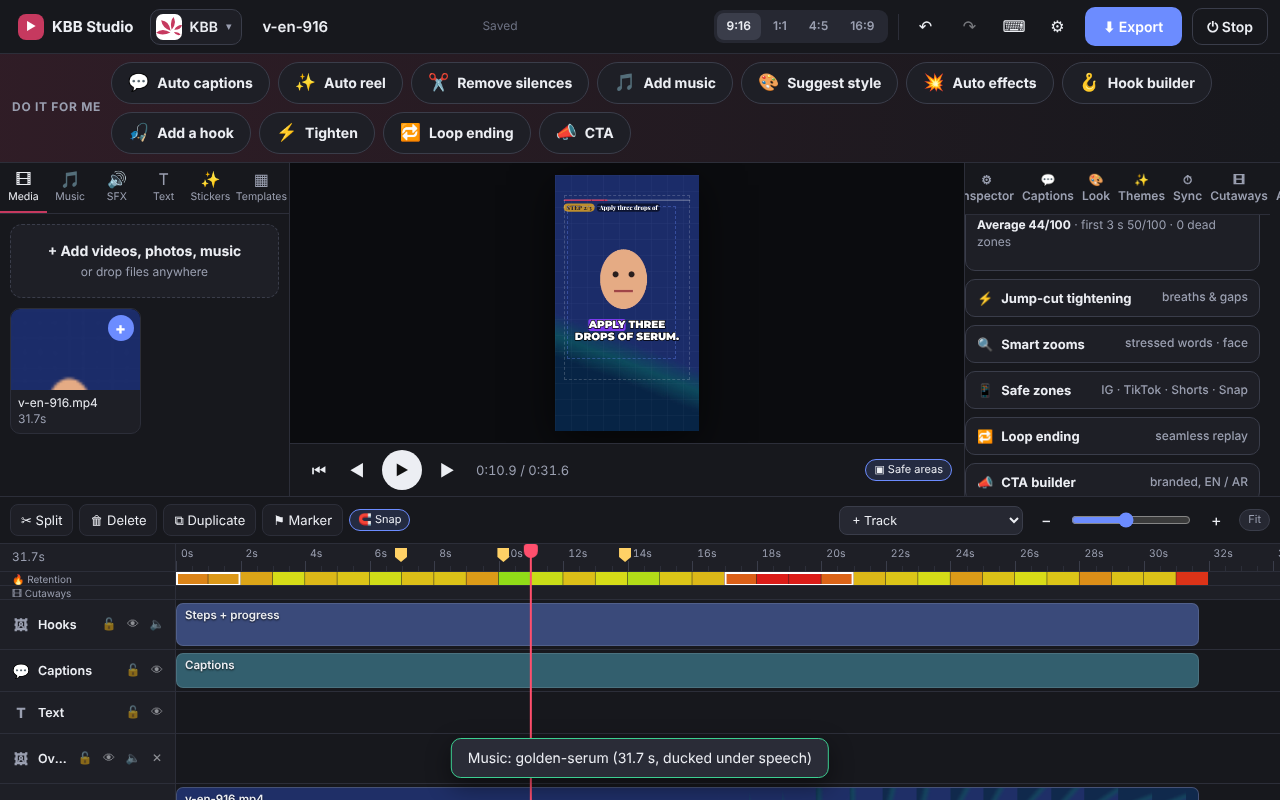 KBB Studio
KBB
v-en-916
Saved
9:16 1:1 4:5 16:9
Export
Stop
DO IT FOR ME
Auto captions
Auto reel
Remove silences
Add music
Suggest style
Auto effects
Hook builder
Add a hook
Tighten
Loop ending
CTA
Media Music SFX Text Stickers Templates
+ Add videos, photos, music
or drop files anywhere
v-en-916.mp4
31.7s
STEP 2/3 Apply three drops of
APPLY THREE
DROPS OF SERUM.
0:10.9 / 0:31.6
Safe areas
nspector Captions Look Themes Sync Cutaways
Average 44/100 · first 3 s 50/100 · 0 dead
zones
Jump-cut tightening breaths & gaps
Smart zooms stressed words · face
Safe zones IG · TikTok · Shorts · Snap
Loop ending seamless replay
CTA builder branded, EN / AR
Split
Delete
Duplicate
Marker
Snap
+ Track
− +
Fit
31.7s
0s 2s 4s 6s 8s 0s 12s 14s 16s 18s 20s 22s 24s 26s 28s 30s 32s
Retention
Cutaways
Hooks
Steps + progress
Captions
Captions
Text
Ov...
Music: golden-serum (31.7 s, ducked under speech)
v-en-916.mp4